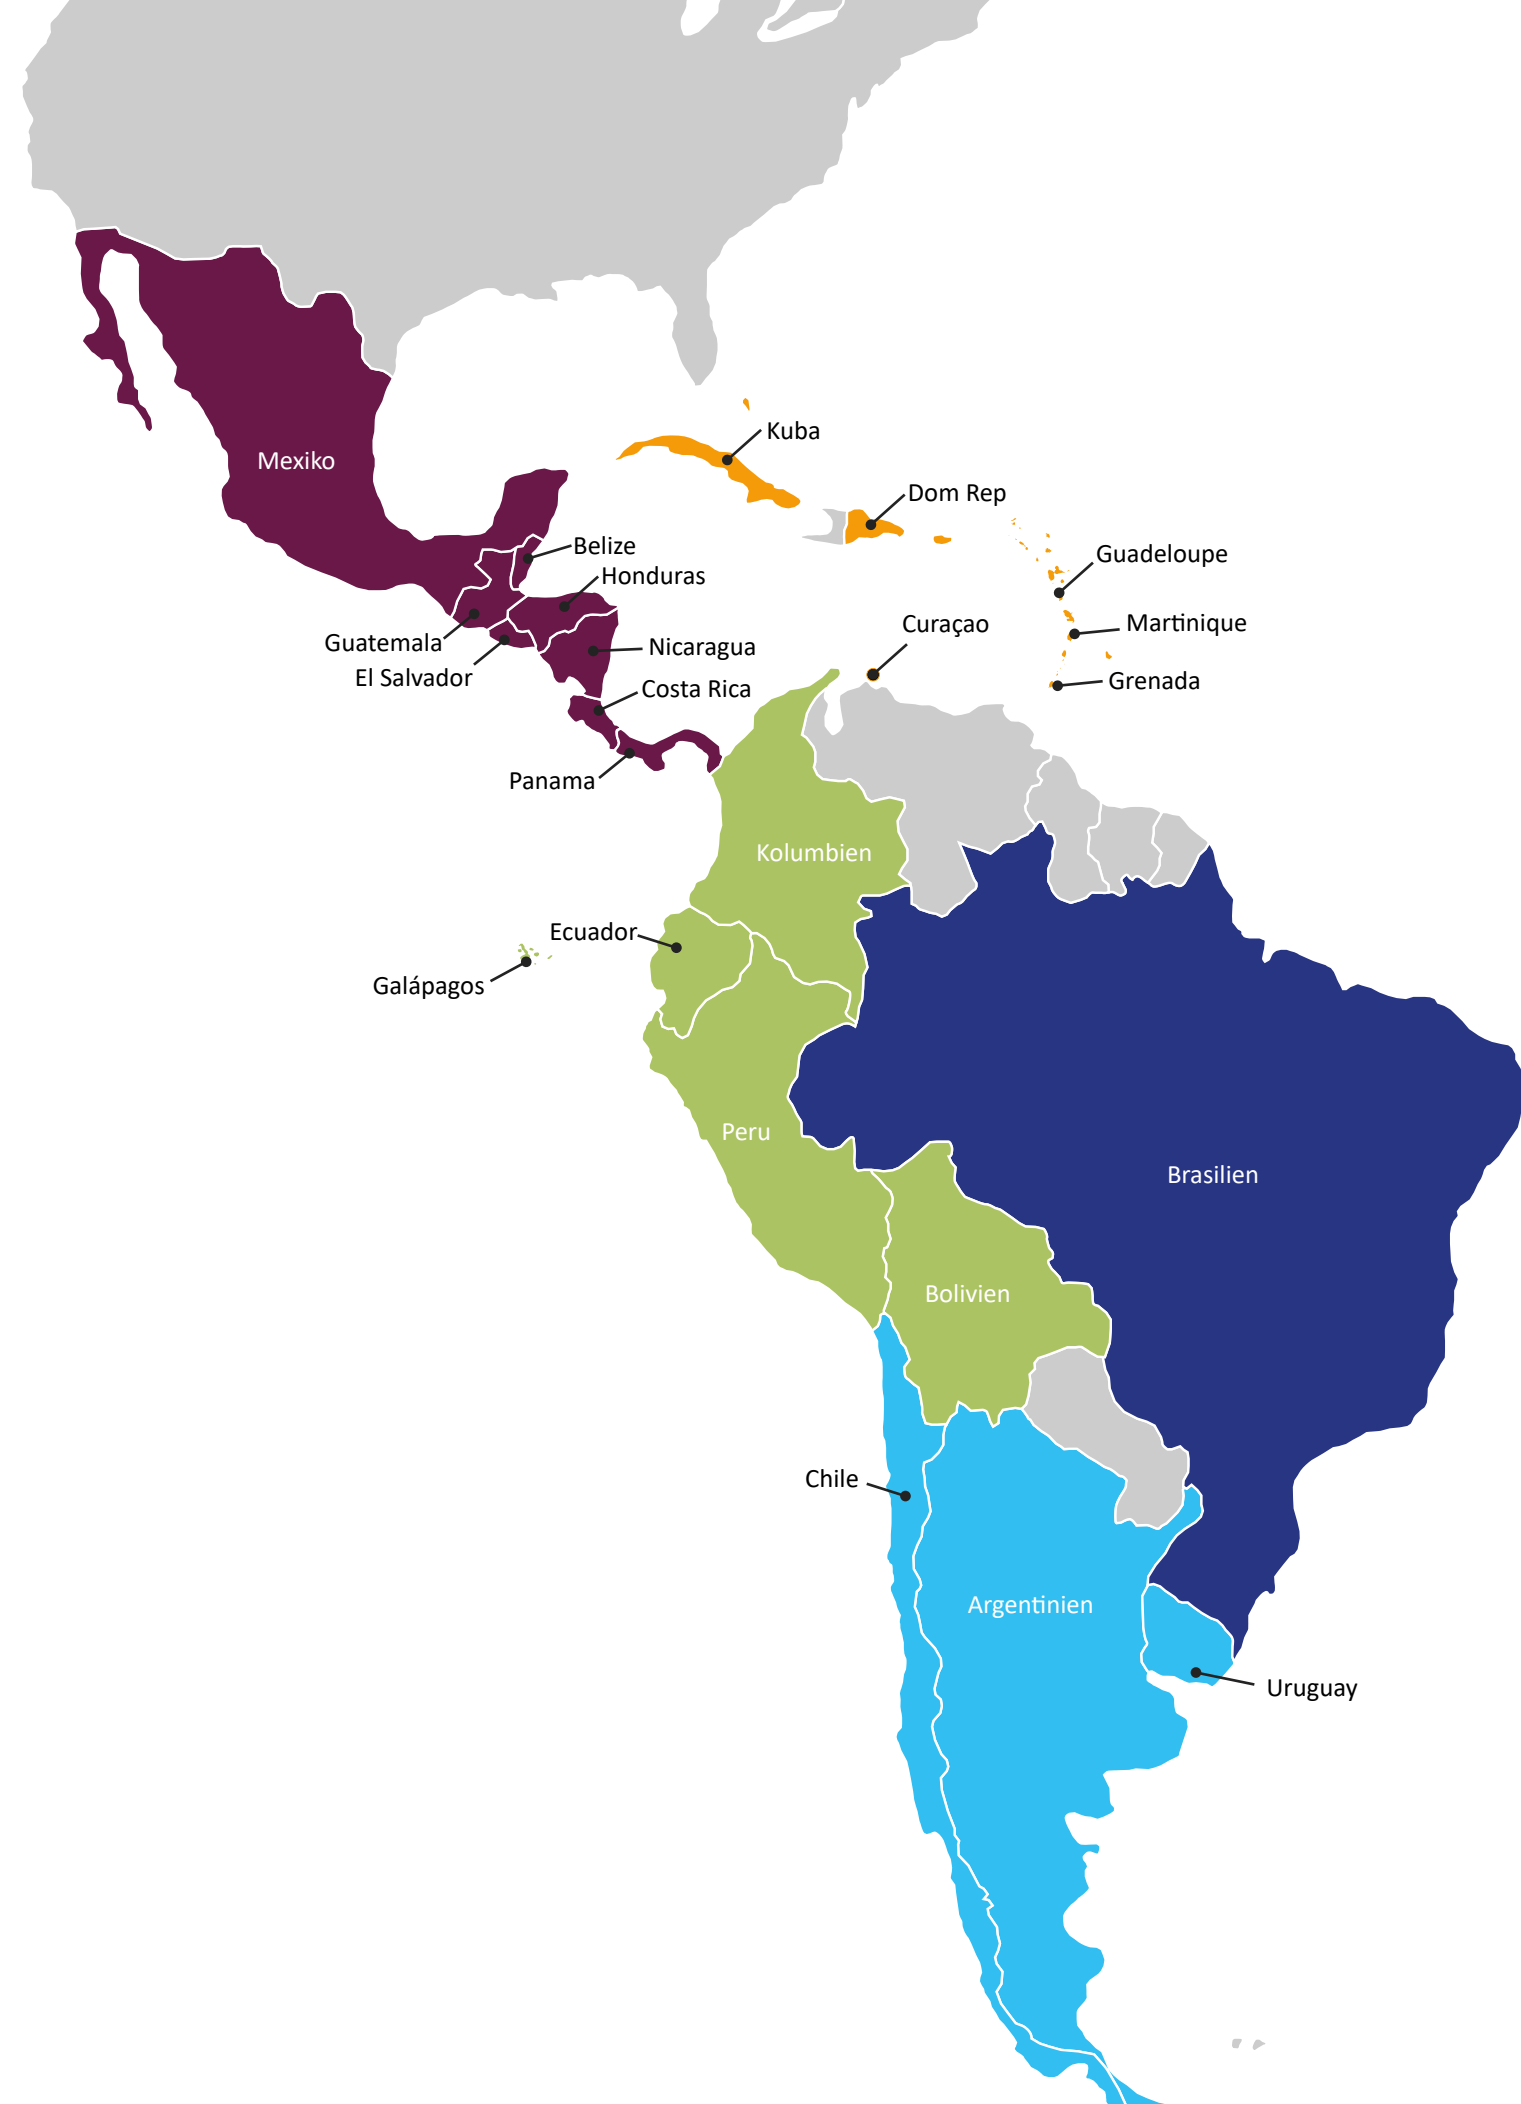 Kuba
Mexiko
Dom Rep
Belize
Guadeloupe
Honduras
Curaçao
Martinique
Guatemala
Nicaragua
El Salvador
Grenada
Costa Rica
Panama
Kolumbien
Ecuador
Galápagos
Peru
Brasilien
Bolivien
Chile
Argentinien
Uruguay